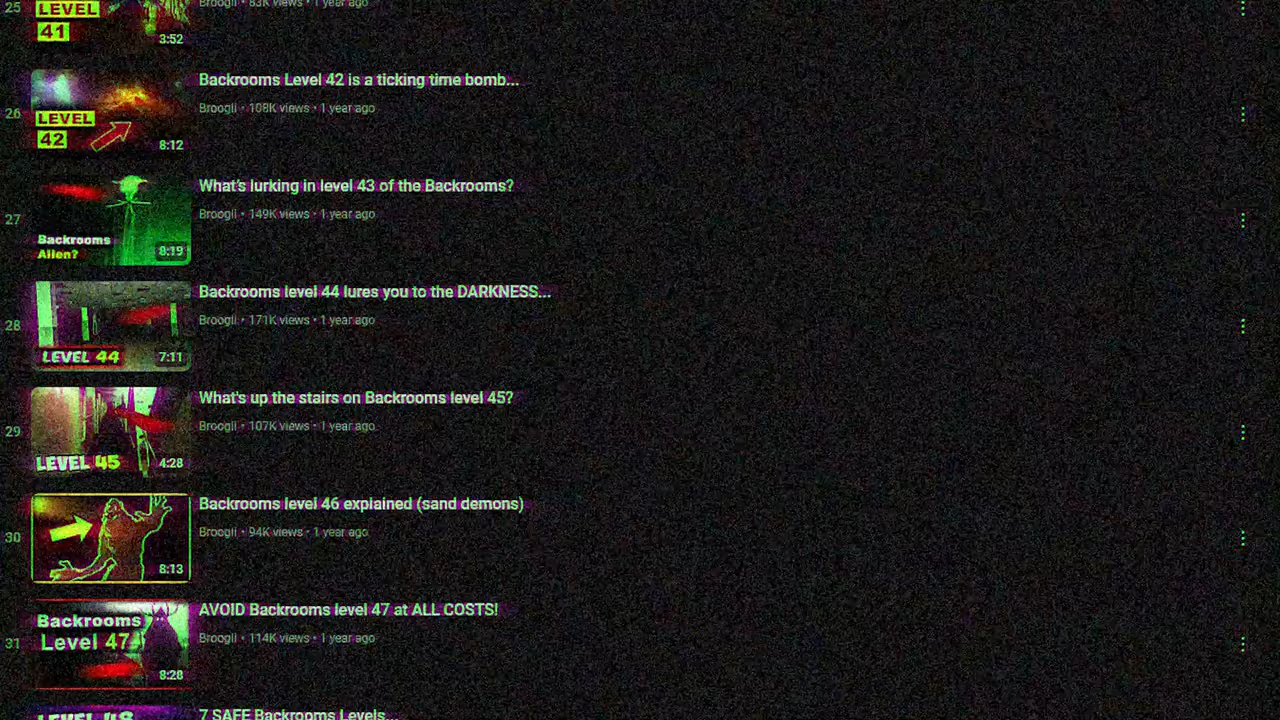 25
LEVEL
41
3:52
Broogli • 83K views • 1 year ago
26
LEVEL
42
8:12
Backrooms Level 42 is a ticking time bomb...
Broogli • 108K views • 1 year ago
27
Backrooms
Alien?
8:19
What's lurking in level 43 of the Backrooms?
Broogli • 149K views • 1 year ago
28
LEVEL 44
7:11
Backrooms level 44 lures you to the DARKNESS...
Broogli • 171K views • 1 year ago
29
LEVEL 45
4:28
What's up the stairs on Backrooms level 45?
Broogli • 107K views • 1 year ago
30
8:13
Backrooms level 46 explained (sand demons)
Broogli • 94K views • 1 year ago
31
Backrooms
Level 47
8:28
AVOID Backrooms level 47 at ALL COSTS!
Broogli • 114K views • 1 year ago
LEVEL 48
7 SAFE Backrooms Levels...